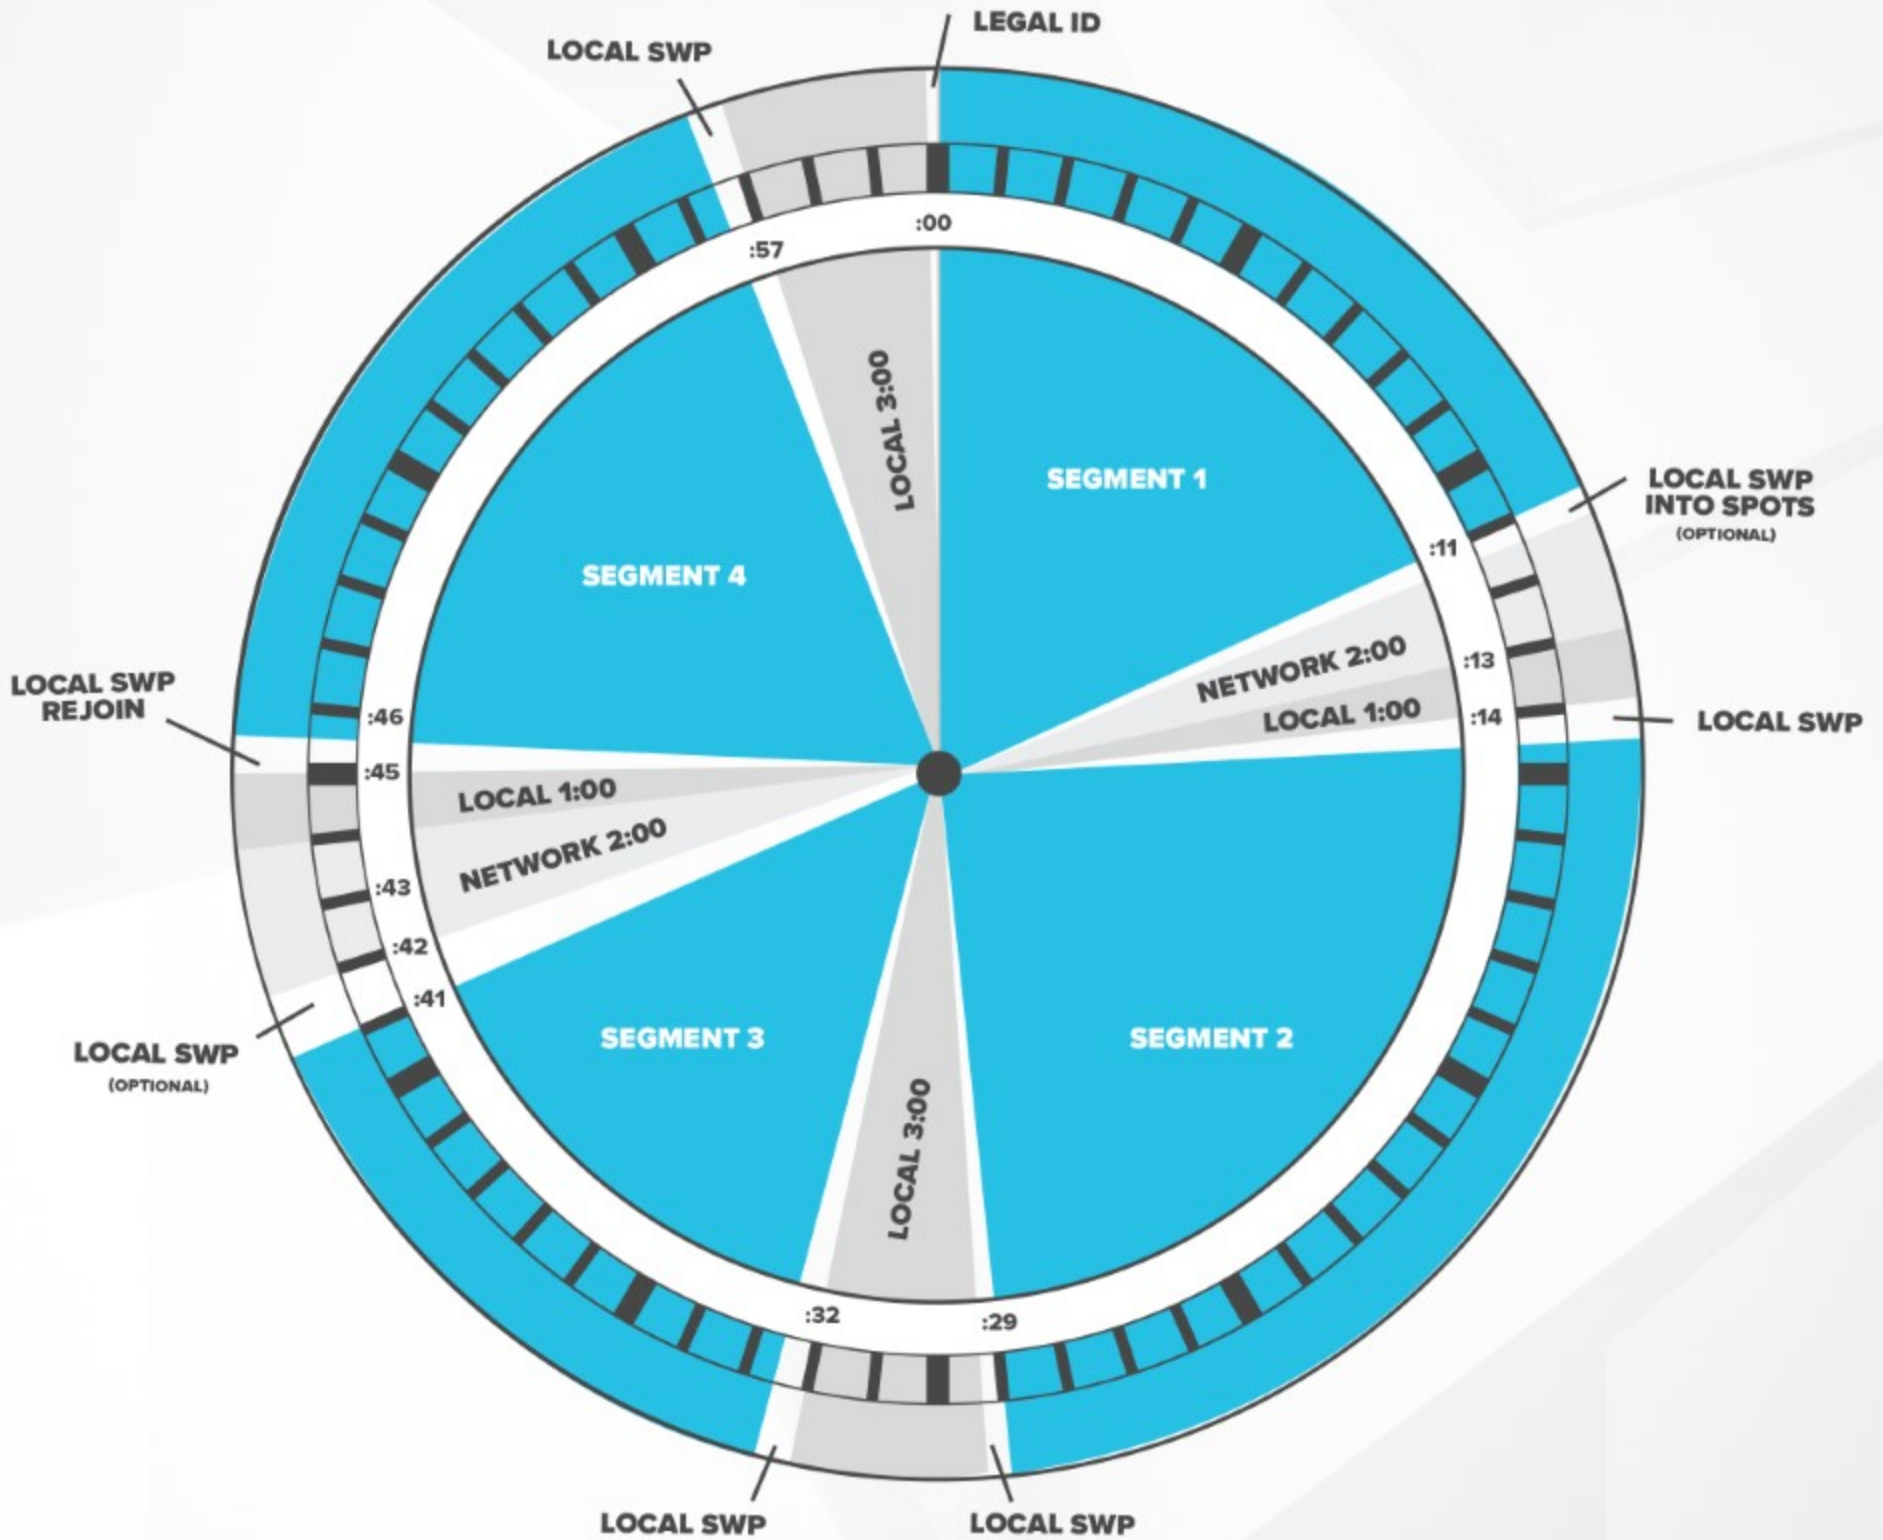 LEGAL ID
LOCAL SWP
:00
:57
LOCAL 3:00
SEGMENT 1
LOCAL SWP
INTO SPOTS
(OPTIONAL)
:11
SEGMENT 4
NETWORK 2:00
:13
LOCAL SWP
REJOIN
:46
LOCAL 1:00
:14
LOCAL SWP
:45
LOCAL 1:00
NETWORK 2:00
:43
:42
:41
LOCAL SWP
(OPTIONAL)
SEGMENT 3
SEGMENT 2
LOCAL 3:00
:32
:29
LOCAL SWP
LOCAL SWP